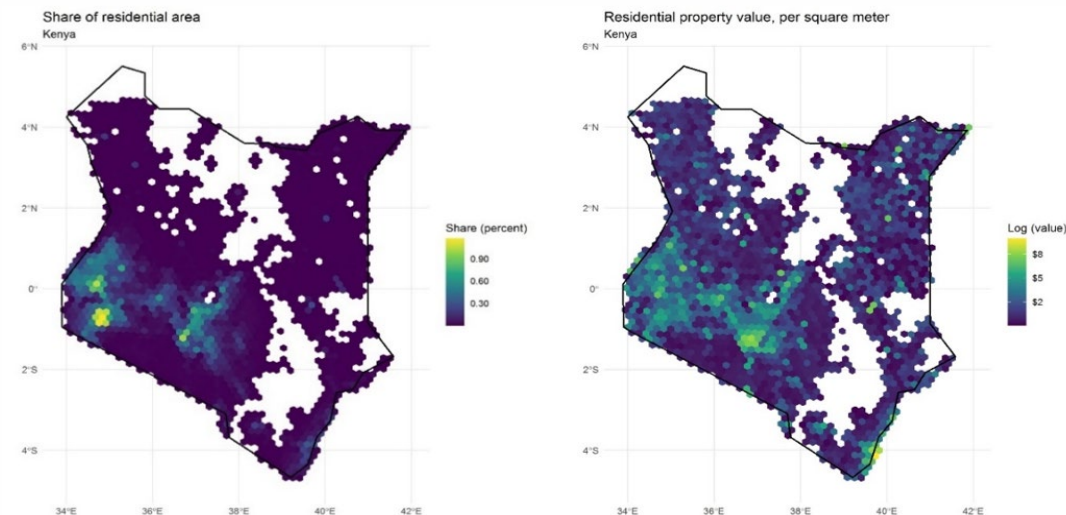 Share of residential area
Kenya
6°N
4°N
2°N
0°
2°S
4°S
34°E 36°E 38°E 40°E 42°E
Share (percent)
0.90
0.60
0.30
Residential property value, per square meter
Kenya
6°N
4°N
2°N
0°
2°S
4°S
34°E 36°E 38°E 40°E 42°E
Log (value)
$8
$5
$2